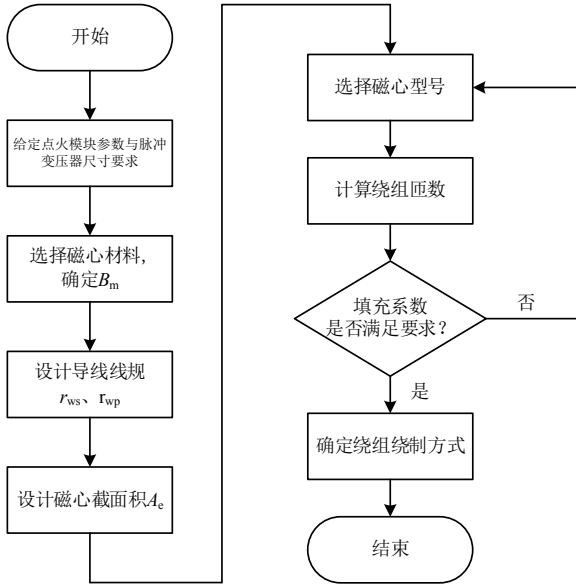 开始
给定点火模块参数与脉冲
变压器尺寸要求
选择磁心材料,
确定Bm
设计导线线规
rws、rwp
设计磁心截面积Ae
选择磁心型号
计算绕组匝数
填充系数
是否满足要求?
否
是
确定绕组绕制方式
结束